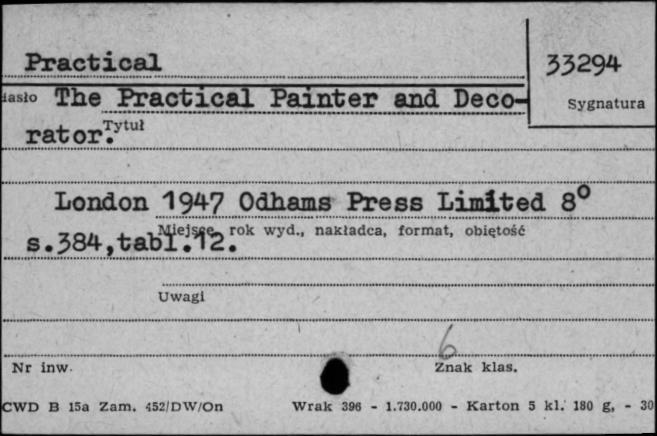 Practical
33294
iasło The Practical Painter and Deco-
Sygnatura
Tytuł
rator.
London 1947 Odhams Press Limited 8°
Miejsce, rok wyd., nakładca, format, obiętość
s.384,tabl.12.
Uwagi
6
Nr inw.
Znak klas.
CWD B 15a Zam. 452/DW/On Wrak 396 - 1.730.000 - Karton 5 kl. 180 g, - 30